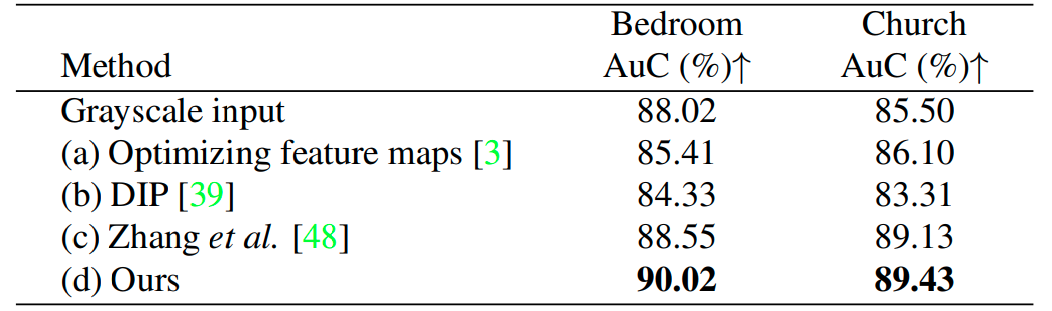 Bedroom Church
Method AuC (%)↑ AuC (%)↑
Grayscale input 88.02 85.50
(a) Optimizing feature maps [3] 85.41 86.10
(b) DIP [39] 84.33 83.31
(c) Zhang et al. [48] 88.55 89.13
(d) Ours 90.02 89.43